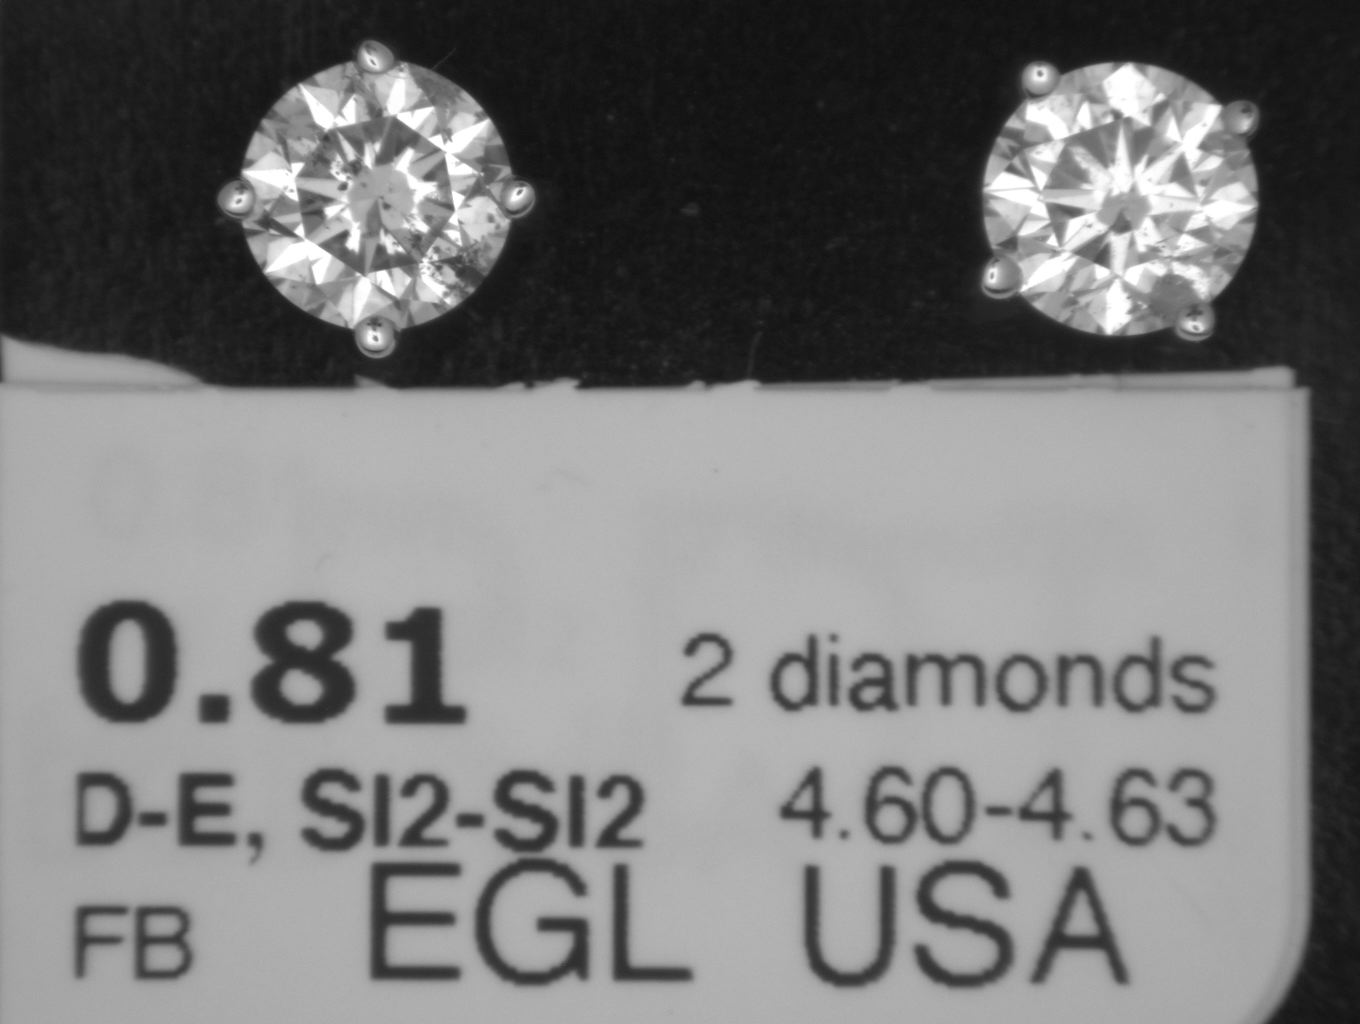 0.81 2 diamonds
D-E, SI2-SI2 4.60-4.63
FB EGL USA